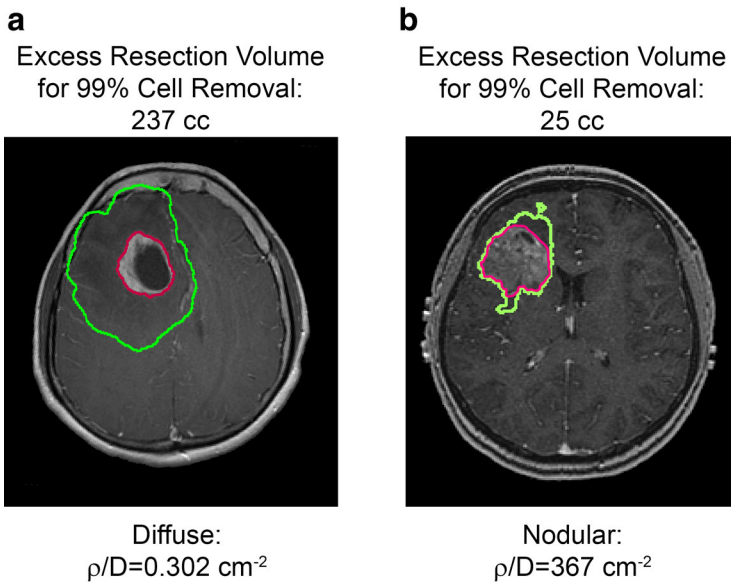 a
Excess Resection Volume
for 99% Cell Removal:
237 cc
Diffuse:
ρ/D=0.302 cm⁻²
b
Excess Resection Volume
for 99% Cell Removal:
25 cc
Nodular:
ρ/D=367 cm⁻²